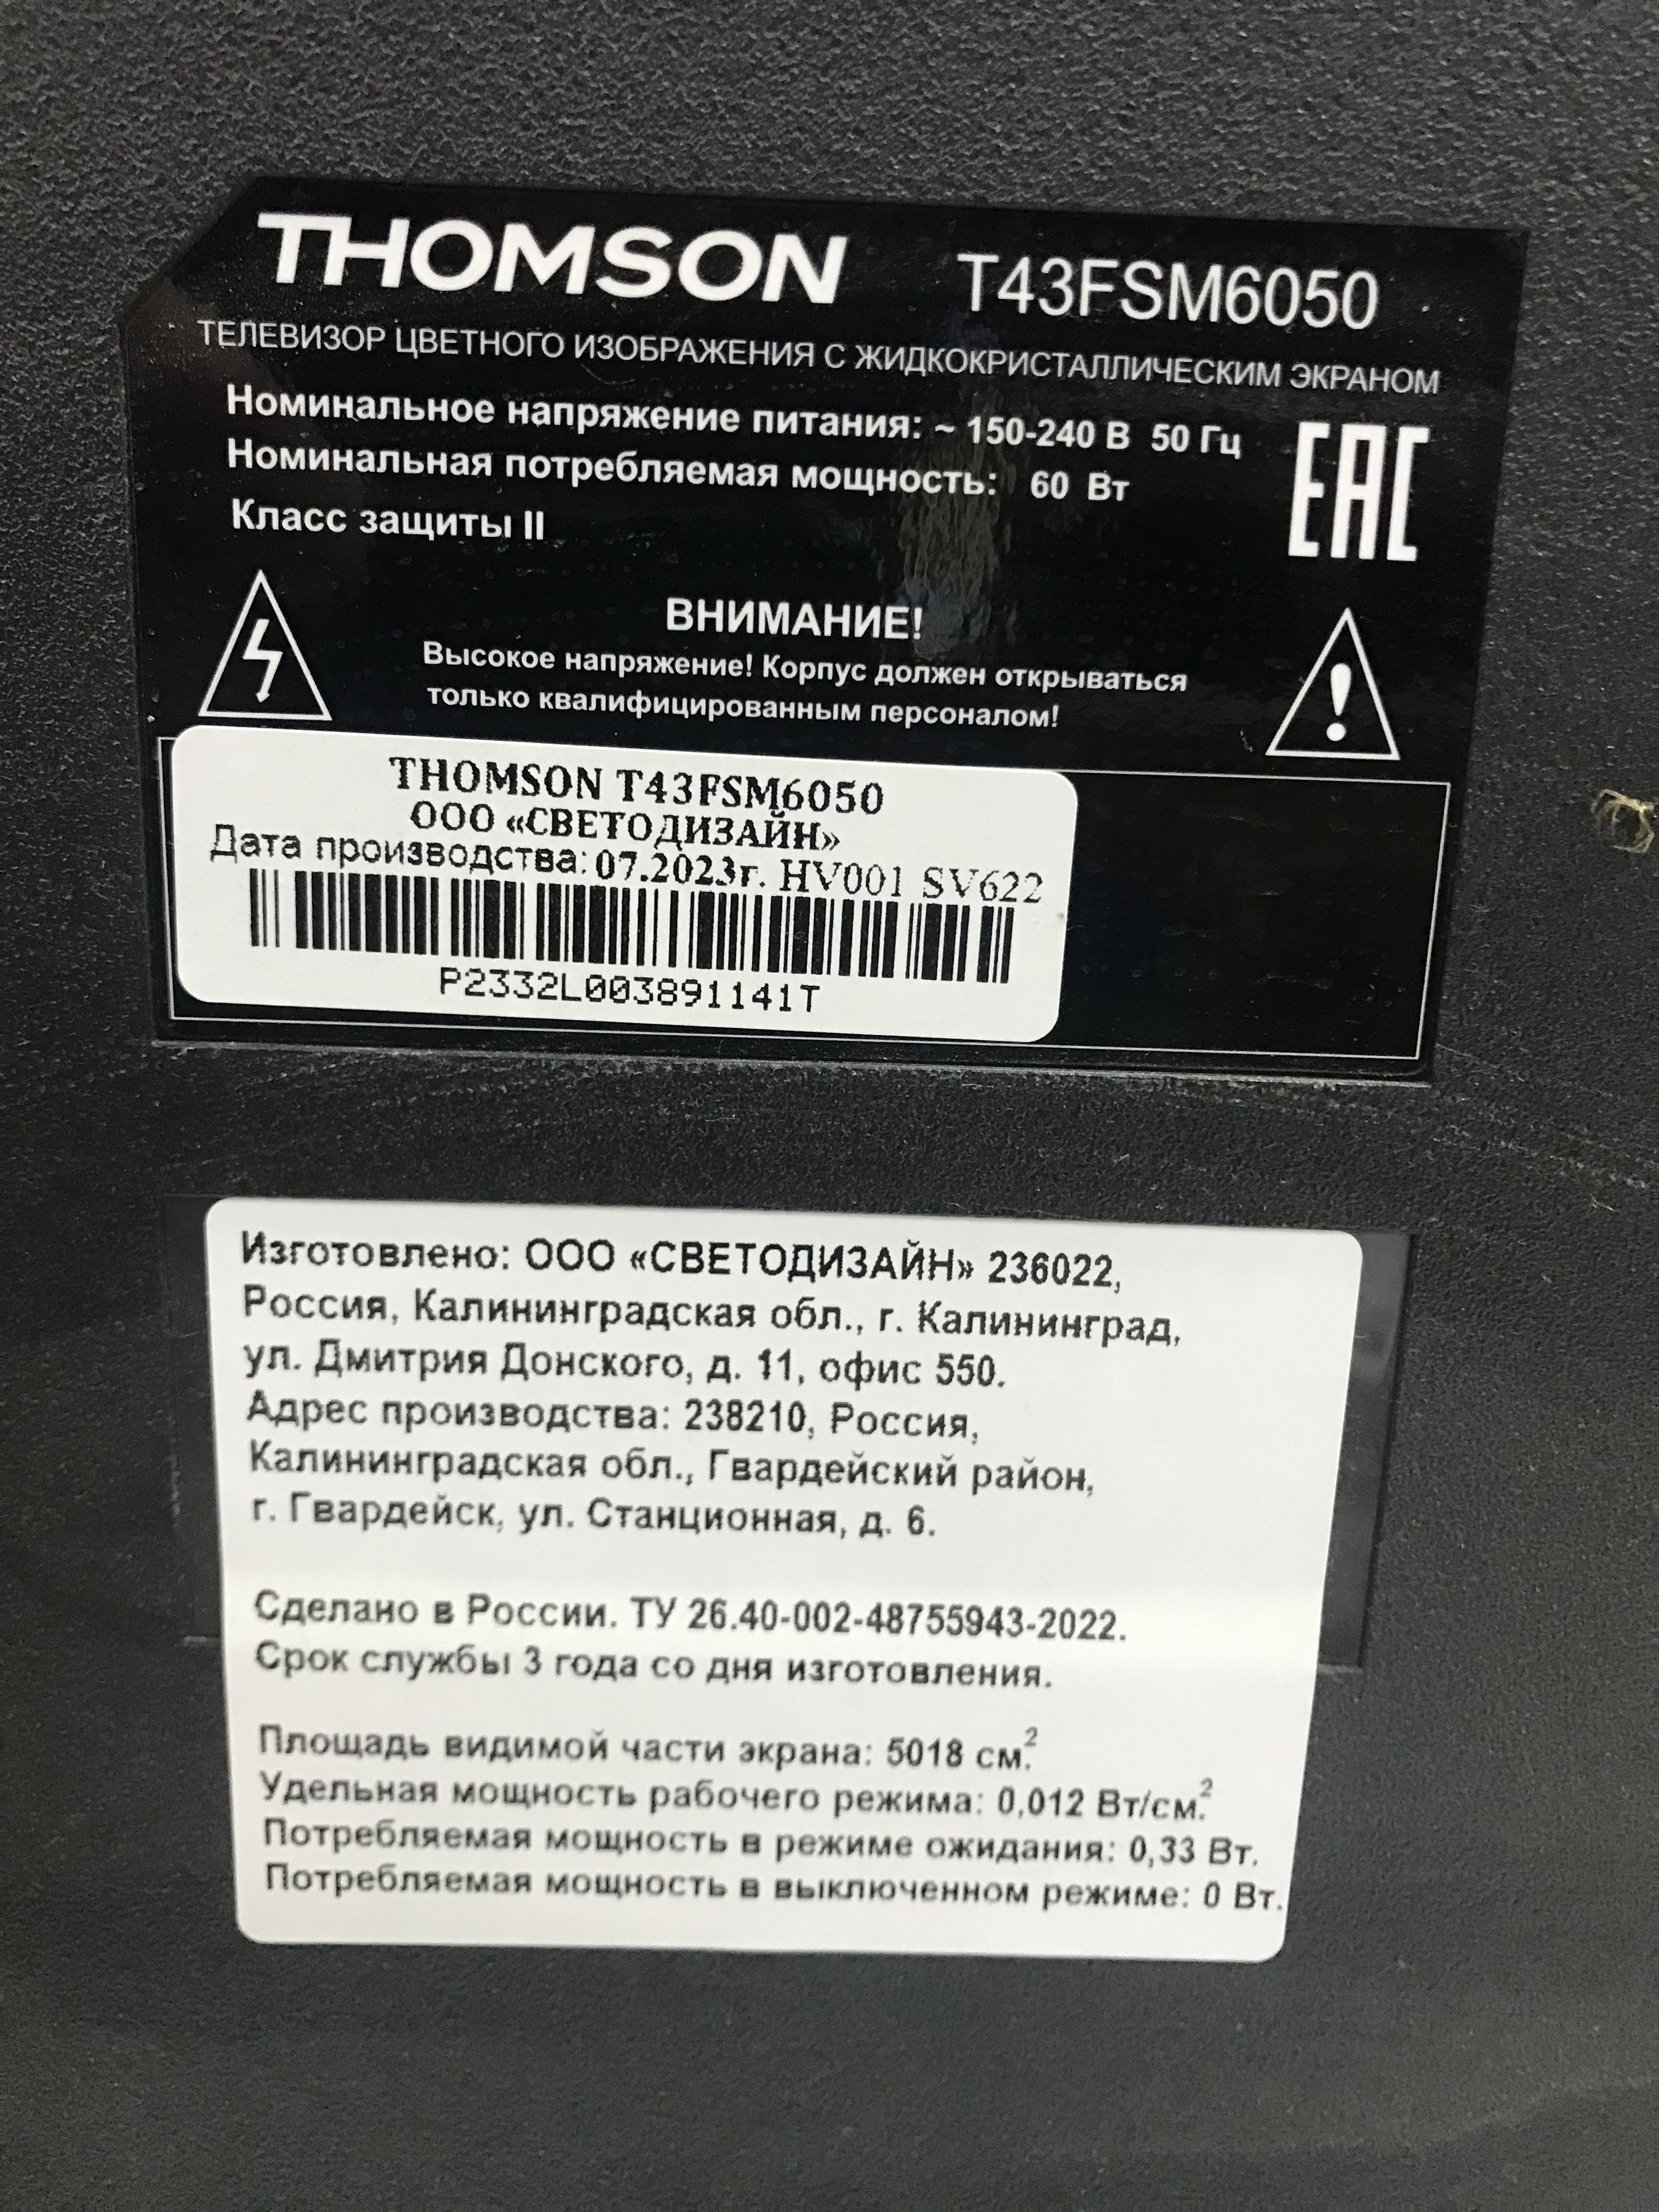 THOMSON T43FSM6050
ТЕЛЕВИЗОР ЦВЕТНОГО ИЗОБРАЖЕНИЯ С ЖИДКОКРИСТАЛЛИЧЕСКИМ ЭКРАНОМ
Номинальное напряжение питания: ~ 150-240 В 50 Гц
Номинальная потребляемая мощность: 60 Вт
EAC
Класс защиты II
ВНИМАНИЕ!
Высокое напряжение! Корпус должен открываться
только квалифицированным персоналом!
THOMSON T43FSM6050
ООО «СВЕТОДИЗАЙН»
Дата производства: 07.2023г. HV001 SV622
P2332L003891141T
Изготовлено: ООО «СВЕТОДИЗАЙН» 236022,
Россия, Калининградская обл., г. Калининград,
ул. Дмитрия Донского, д. 11, офис 550.
Адрес производства: 238210, Россия,
Калининградская обл., Гвардейский район,
г. Гвардейск, ул. Станционная, д. 6.
Сделано в России. ТУ 26.40-002-48755943-2022.
Срок службы 3 года со дня изготовления.
Площадь видимой части экрана: 5018 см².
Удельная мощность рабочего режима: 0,012 Вт/см².
Потребляемая мощность в режиме ожидания: 0,33 Вт.
Потребляемая мощность в выключенном режиме: 0 Вт.